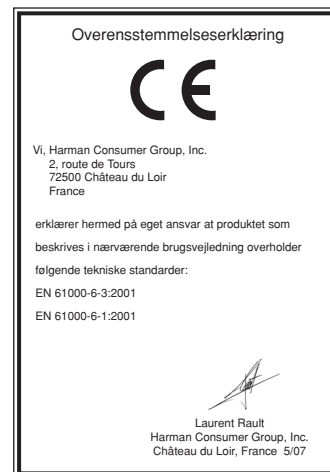 Overensstemmelseserklæring
CE
Vi, Harman Consumer Group, Inc.
2, route de Tours
72500 Château du Loir
France
erklærer hermed på eget ansvar at produktet som
beskrives i nærværende brugsvejledning overholder
følgende tekniske standarder:
EN 61000-6-3:2001
EN 61000-6-1:2001
Laurent Rault
Harman Consumer Group, Inc.
Château du Loir, France 5/07